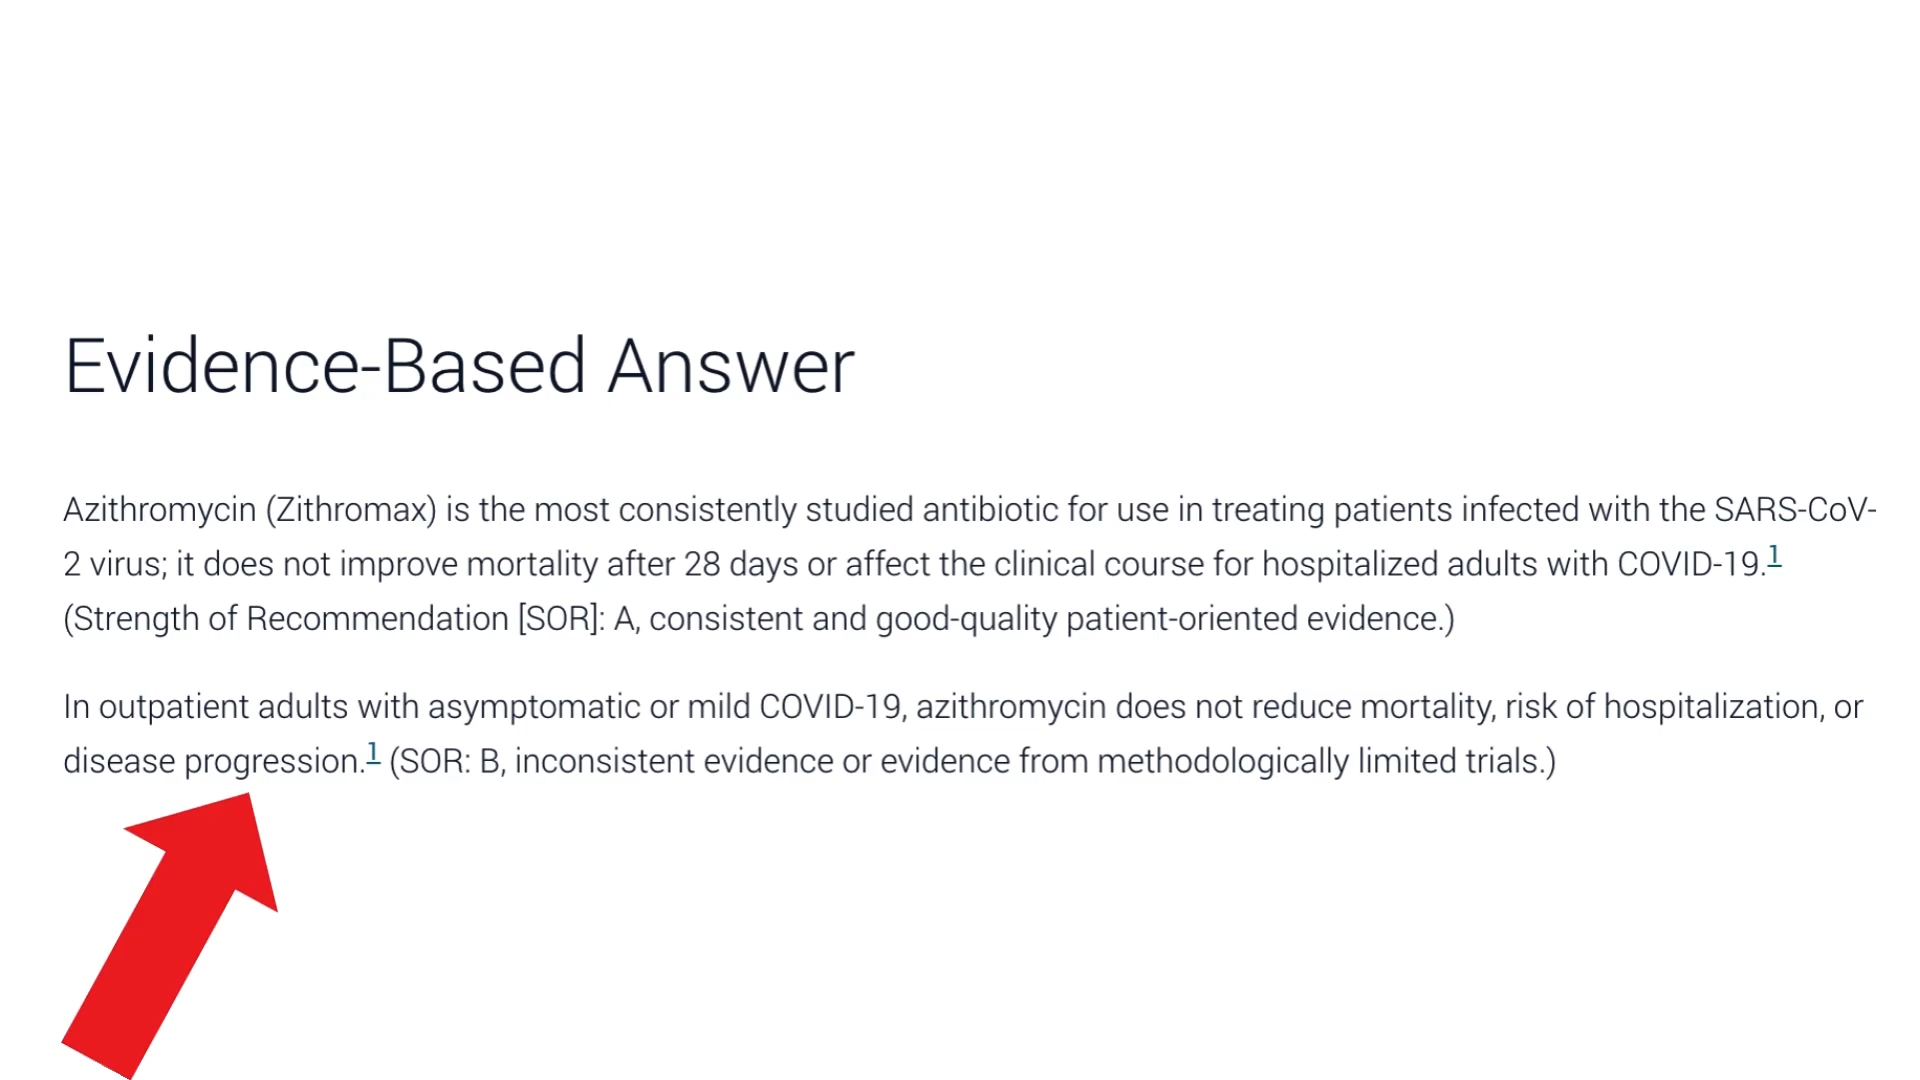 Evidence-Based Answer
Azithromycin (Zithromax) is the most consistently studied antibiotic for use in treating patients infected with the SARS-CoV-
2 virus; it does not improve mortality after 28 days or affect the clinical course for hospitalized adults with COVID-19.1
(Strength of Recommendation [SOR]: A, consistent and good-quality patient-oriented evidence.)
In outpatient adults with asymptomatic or mild COVID-19, azithromycin does not reduce mortality, risk of hospitalization, or
disease progression.1 (SOR: B, inconsistent evidence or evidence from methodologically limited trials.)